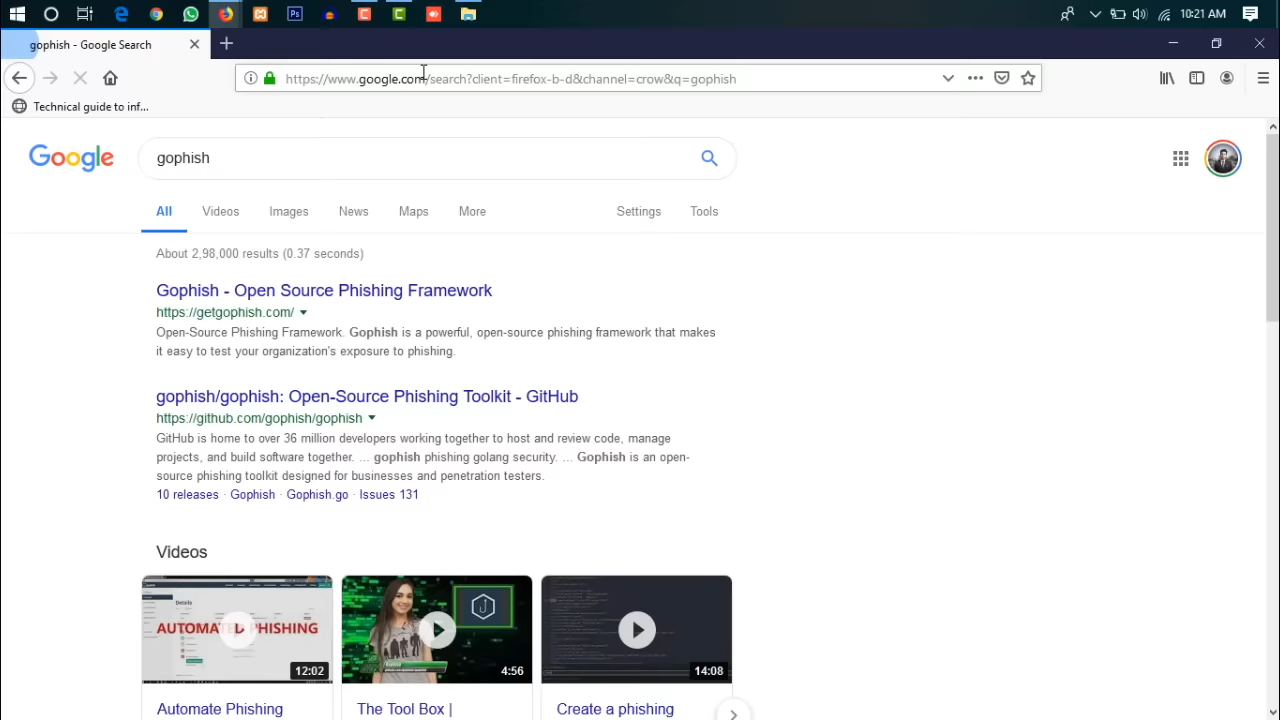 10:21 AM
gophish - Google Search
https://www.google.com/search?client=firefox-b-d&channel=crow&q=gophish
Technical guide to inf...
Google
gophish
All Videos Images News Maps More Settings Tools
About 2,98,000 results (0.37 seconds)
Gophish - Open Source Phishing Framework
https://getgophish.com/
Open-Source Phishing Framework. Gophish is a powerful, open-source phishing framework that makes
it easy to test your organization's exposure to phishing.
gophish/gophish: Open-Source Phishing Toolkit - GitHub
https://github.com/gophish/gophish
GitHub is home to over 36 million developers working together to host and review code, manage
projects, and build software together. ... gophish phishing golang security. ... Gophish is an open-
source phishing toolkit designed for businesses and penetration testers.
10 releases · Gophish · Gophish.go · Issues 131
Videos
AUTOMATE PHISHING
12:02
4:56
14:08
Automate Phishing
The Tool Box |
Create a phishing